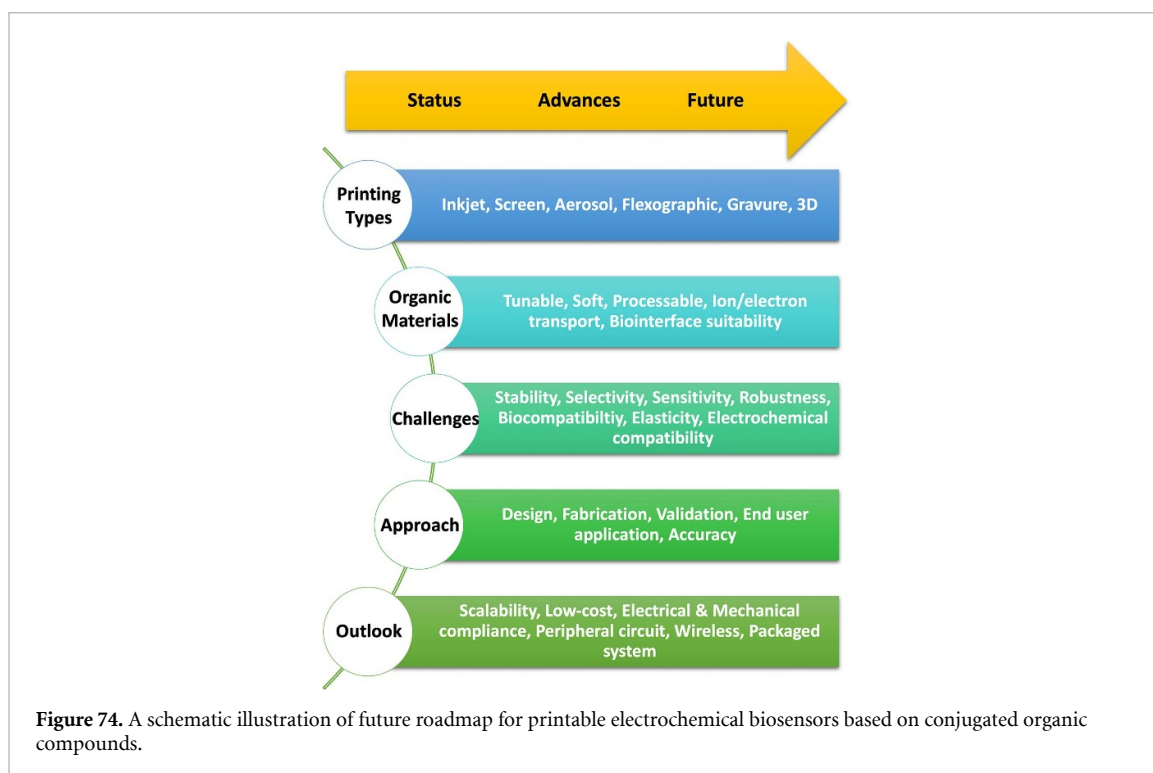 Status Advances Future
Printing
Types
Inkjet, Screen, Aerosol, Flexographic, Gravure, 3D
Organic
Materials
Tunable, Soft, Processable, Ion/electron
transport, Biointerface suitability
Challenges
Stability, Selectivity, Sensitivity, Robustness,
Biocompatibiltiy, Elasticity, Electrochemical
compatibility
Approach
Design, Fabrication, Validation, End user
application, Accuracy
Outlook
Scalability, Low-cost, Electrical & Mechanical
compliance, Peripheral circuit, Wireless, Packaged
system
Figure 74. A schematic illustration of future roadmap for printable electrochemical biosensors based on conjugated organic
compounds.